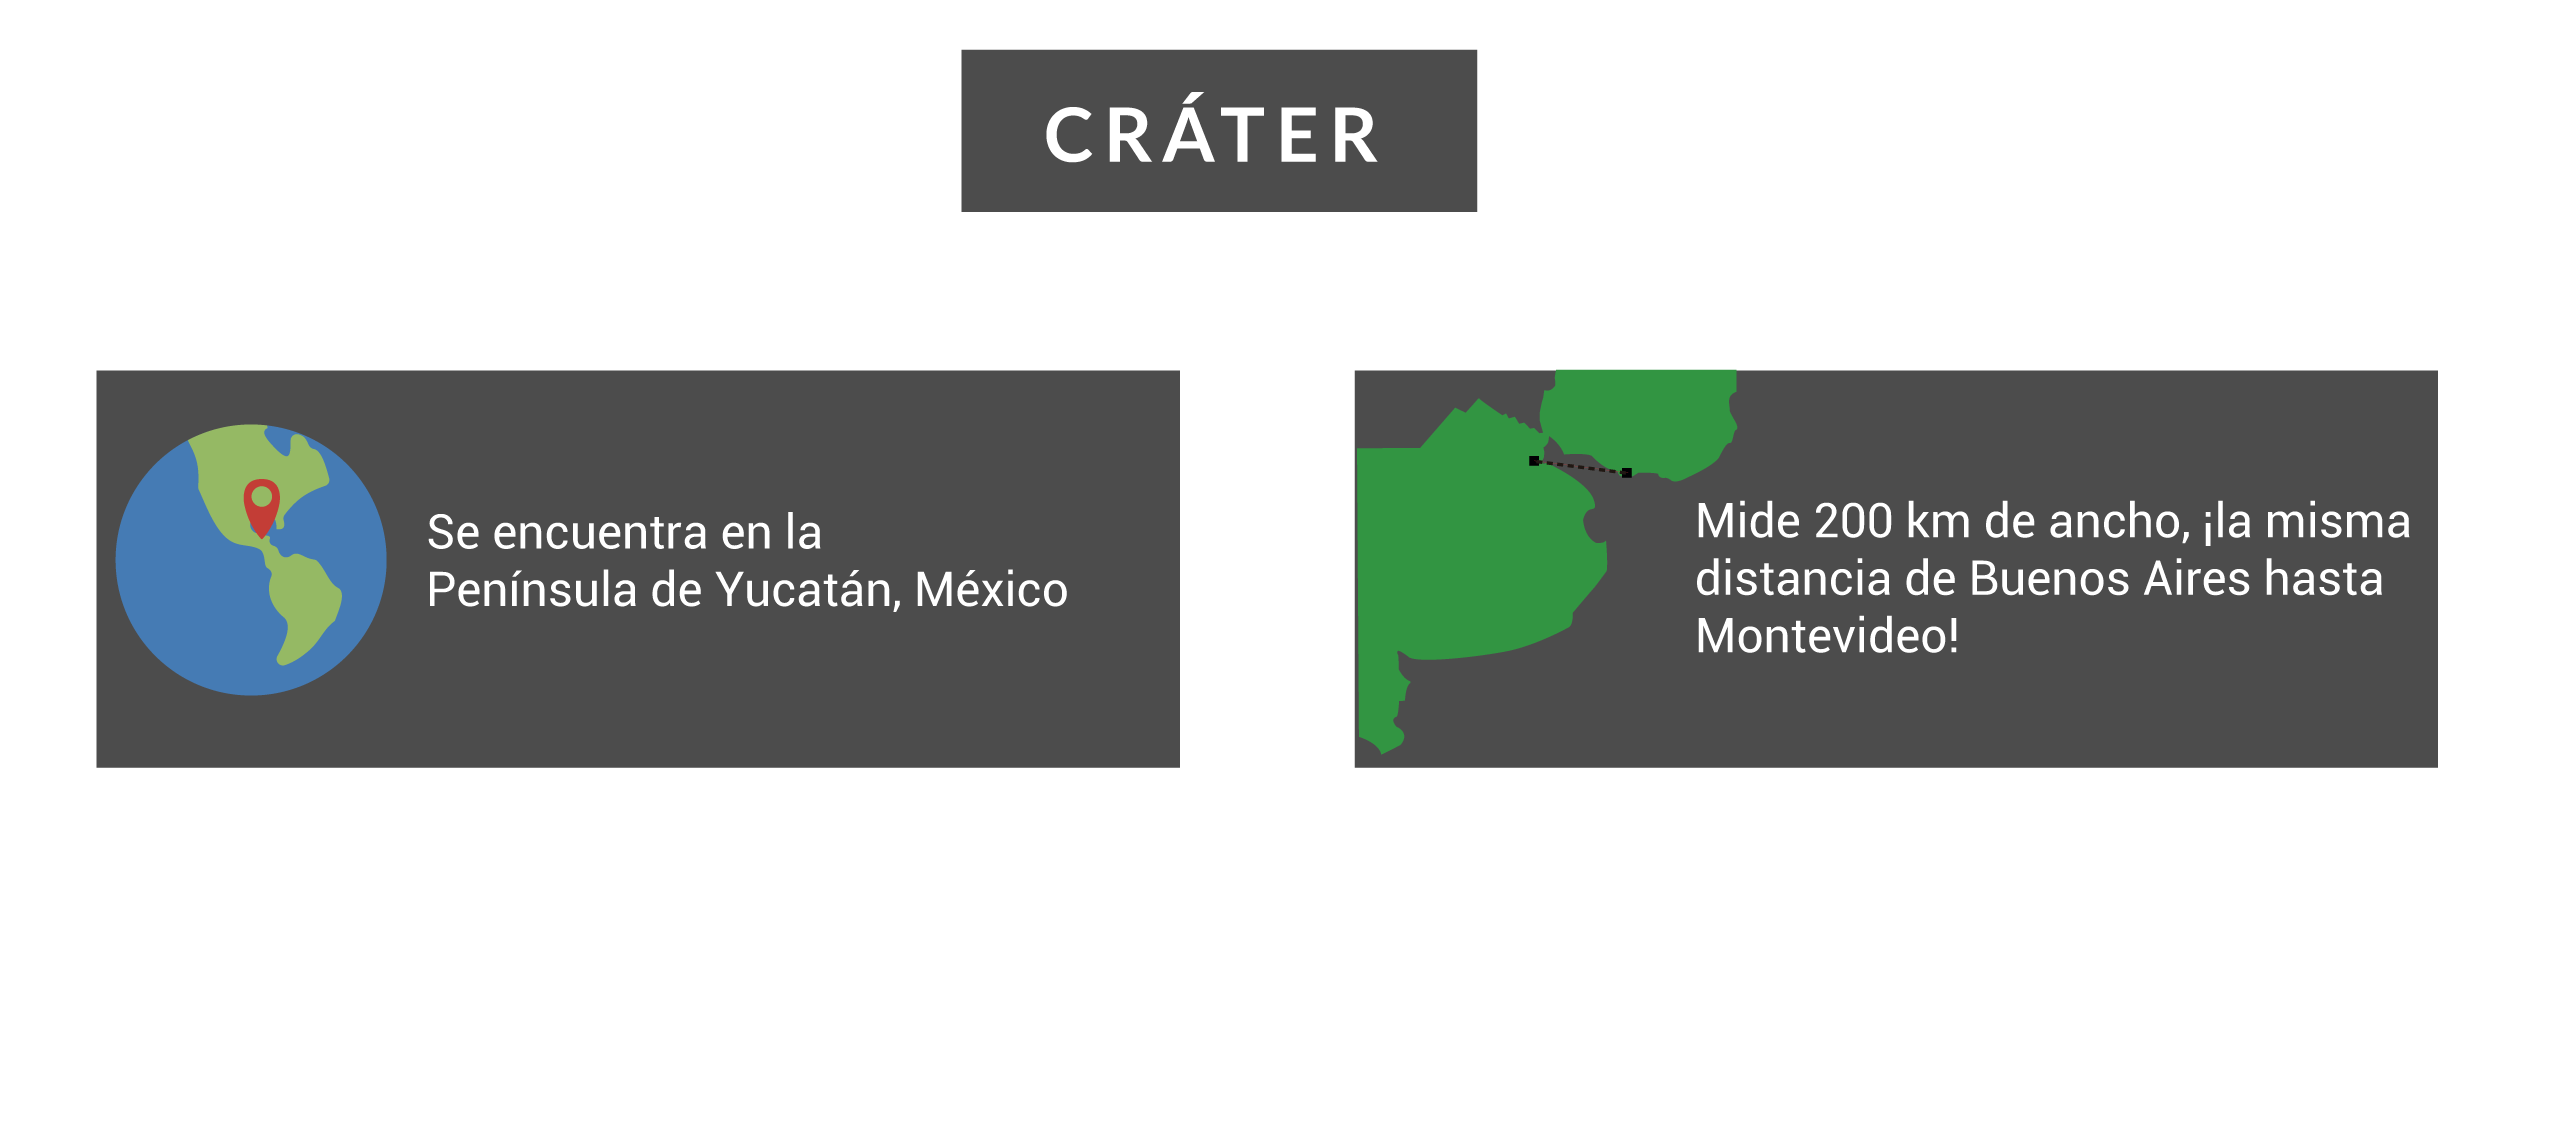 CRÁTER
Se encuentra en la
Península de Yucatán, México
Mide 200 km de ancho, ¡la misma
distancia de Buenos Aires hasta
Montevideo!